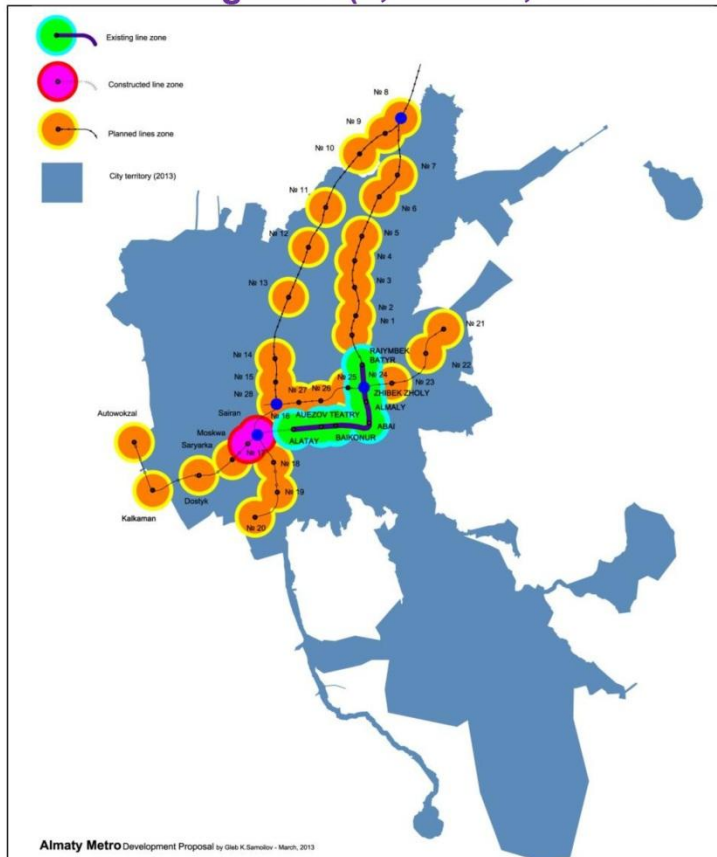 Existing line zone
Constructed line zone
Planned lines zone
City territory (2013)
№ 8
№ 9
№ 10
№ 7
№ 11
№ 6
№ 12
№ 5
№ 4
№ 13
№ 3
№ 2
№ 1
№ 21
№ 14
RAIYMBEK
BATYR
№ 22
№ 15
№ 25
№ 24
№ 23
№ 28
№ 27
№ 26
ZHIBEK ZHOLY
Autowokzal
Sairan
№ 16
AUEZOV TEATRY
ALMALY
Moskwa
ABAI
Saryarka
№ 17
ALATAY
BAIKONUR
№ 18
Dostyk
№ 19
Kalkaman
№ 20
Almaty Metro Development Proposal by Gleb K.Samoilov - March, 2013